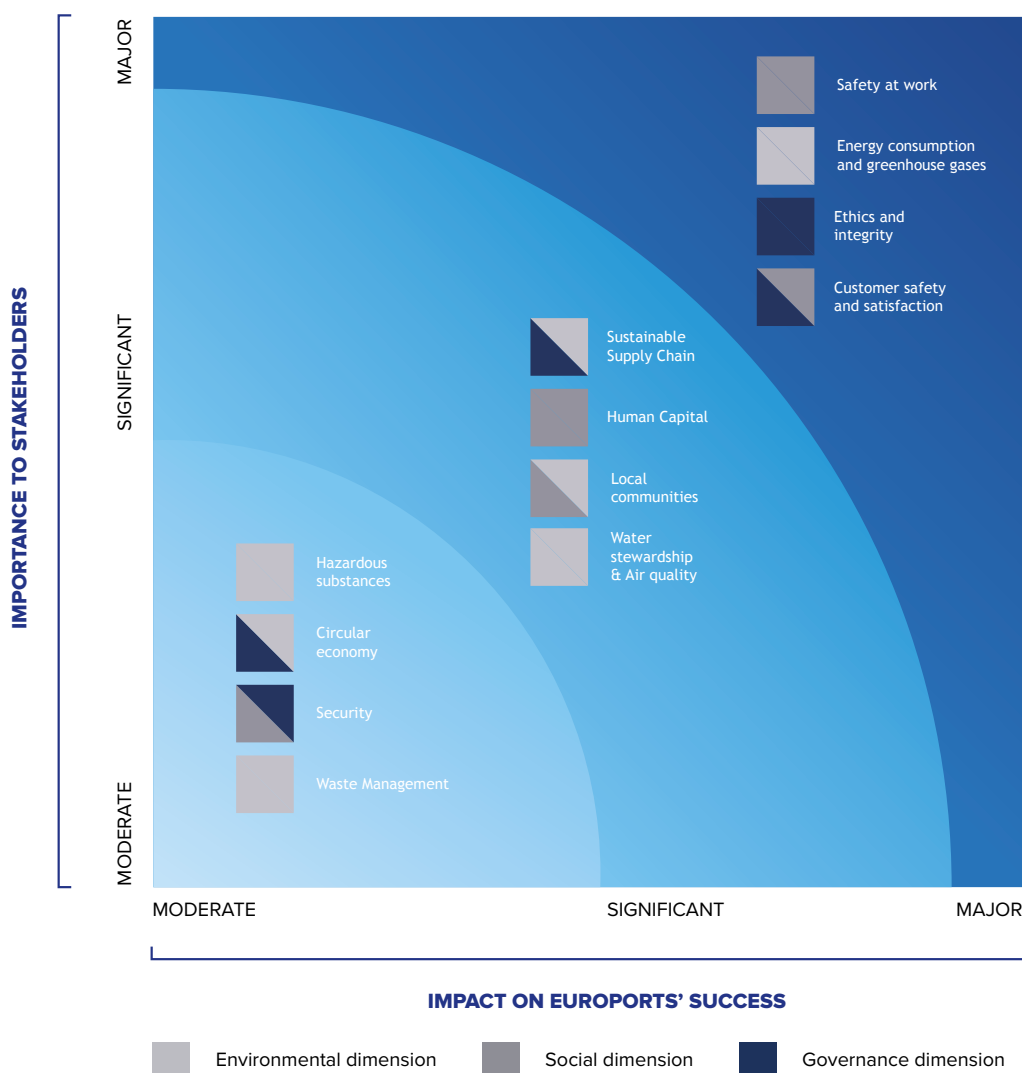 IMPORTANCE TO STAKEHOLDERS
MAJOR
SIGNIFICANT
MODERATE
Safety at work
Energy consumption
and greenhouse gases
Ethics and
integrity
Customer safety
and satisfaction
Sustainable
Supply Chain
Human Capital
Local
communities
Water
stewardship
& Air quality
Hazardous
substances
Circular
economy
Security
Waste Management
MODERATE
SIGNIFICANT
MAJOR
IMPACT ON EUROPORTS’ SUCCESS
Environmental dimension
Social dimension
Governance dimension